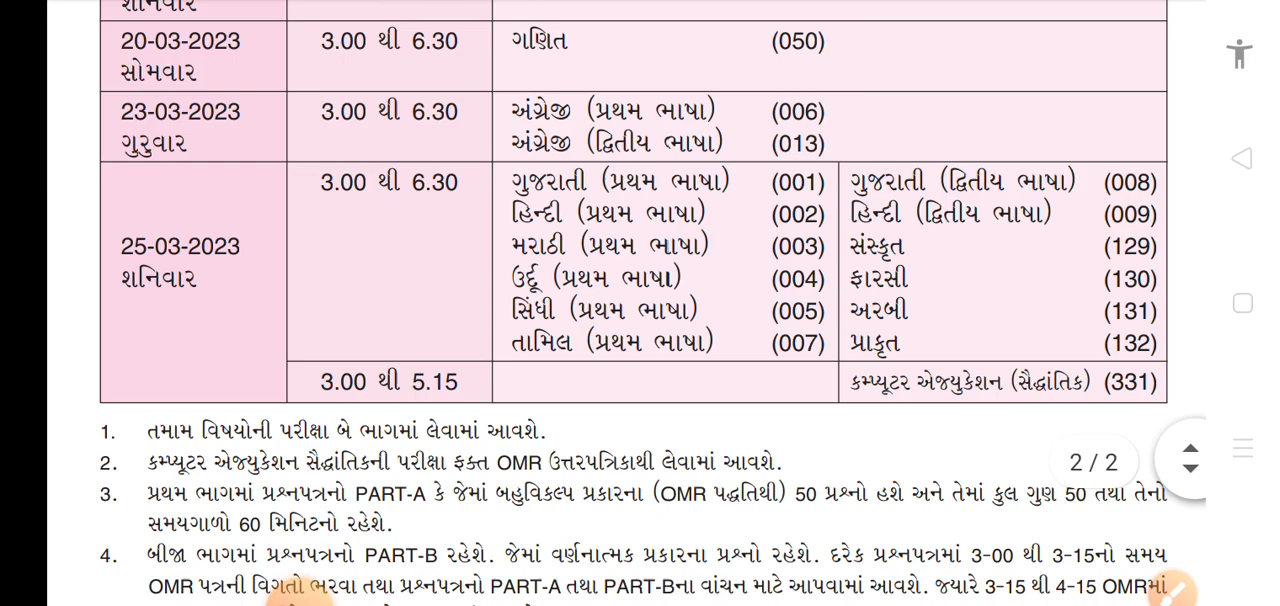 શનિવાર
20-03-2023 3.00 થી 6.30 ગણિત (050)
સોમવાર
23-03-2023 3.00 થી 6.30 અંગ્રેજી (પ્રથમ ભાષા) (006)
ગુરુવાર અંગ્રેજી (દ્વિતીય ભાષા) (013)
3.00 થી 6.30 ગુજરાતી (પ્રથમ ભાષા) (001) ગુજરાતી (દ્વિતીય ભાષા) (008)
હિન્દી (પ્રથમ ભાષા) (002) હિન્દી (દ્વિતીય ભાષા) (009)
25-03-2023 મરાઠી (પ્રથમ ભાષા) (003) સંસ્કૃત (129)
શનિવાર ઉર્દૂ (પ્રથમ ભાષા) (004) ફારસી (130)
સિંધી (પ્રથમ ભાષા) (005) અરબી (131)
તામિલ (પ્રથમ ભાષા) (007) પ્રાકૃત (132)
3.00 થી 5.15 કમ્પ્યૂટર એજ્યુકેશન (સૈદ્ધાંતિક) (331)
1. તમામ વિષયોની પરીક્ષા બે ભાગમાં લેવામાં આવશે.
2. કમ્પ્યૂટર એજ્યુકેશન સૈદ્ધાંતિકની પરીક્ષા ફક્ત OMR ઉત્તરપત્રિકાથી લેવામાં આવશે.
2 / 2
3. પ્રથમ ભાગમાં પ્રશ્નપત્રનો PART-A કે જેમાં બહુવિકલ્પ પ્રકારના (OMR પદ્ધતિથી) 50 પ્રશ્નો હશે અને તેમાં કુલ ગુણ 50 તથા તેનો
સમયગાળો 60 મિનિટનો રહેશે.
4. બીજા ભાગમાં પ્રશ્નપત્રનો PART-B રહેશે. જેમાં વર્ણનાત્મક પ્રકારના પ્રશ્નો રહેશે. દરેક પ્રશ્નપત્રમાં 3-00 થી 3-15નો સમય
OMR પત્રની વિગતો ભરવા તથા પ્રશ્નપત્રનો PART-A તથા PART-Bના વાંચન માટે આપવામાં આવશે. જ્યારે 3-15 થી 4-15 OMRમાં